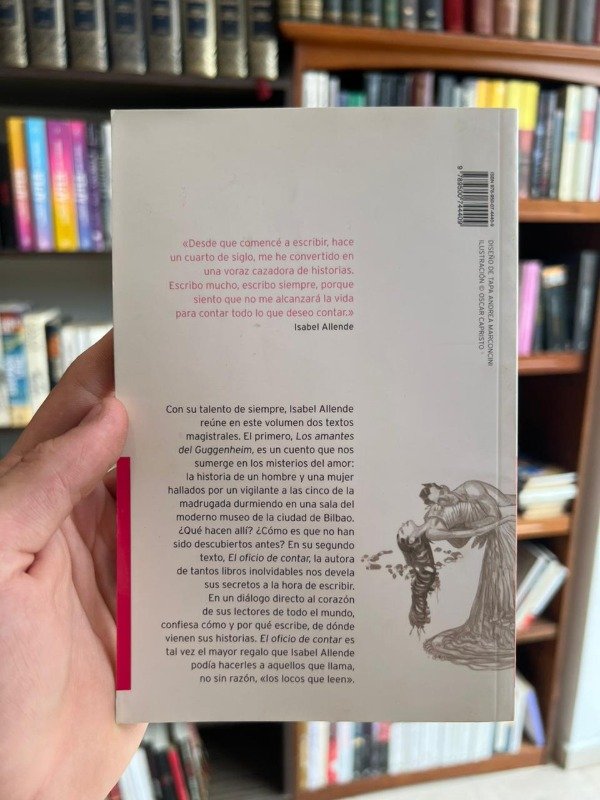 «Desde que comencé a escribir, hace
un cuarto de siglo, me he convertido en
una voraz cazadora de historias.
Escribo mucho, escribo siempre, porque
siento que no me alcanzará la vida
para contar todo lo que deseo contar.»
Isabel Allende
Con su talento de siempre, Isabel Allende
reúne en este volumen dos textos
magistrales. El primero, Los amantes
del Guggenheim, es un cuento que nos
sumerge en los misterios del amor:
la historia de un hombre y una mujer
hallados por un vigilante a las cinco de la
madrugada durmiendo en una sala del
moderno museo de la ciudad de Bilbao.
¿Qué hacen allí? ¿Cómo es que no han
sido descubiertos antes? En su segundo
texto, El oficio de contar, la autora
de tantos libros inolvidables nos devela
sus secretos a la hora de escribir.
En un diálogo directo al corazón
de sus lectores de todo el mundo,
confiesa cómo y por qué escribe, de dónde
vienen sus historias. El oficio de contar es
tal vez el mayor regalo que Isabel Allende
podía hacerles a aquellos que llama,
no sin razón, «los locos que leen».
DISEÑO DE TAPA: ANDREA MARCONCINI
ILUSTRACIÓN © OSCAR CAPRISTO